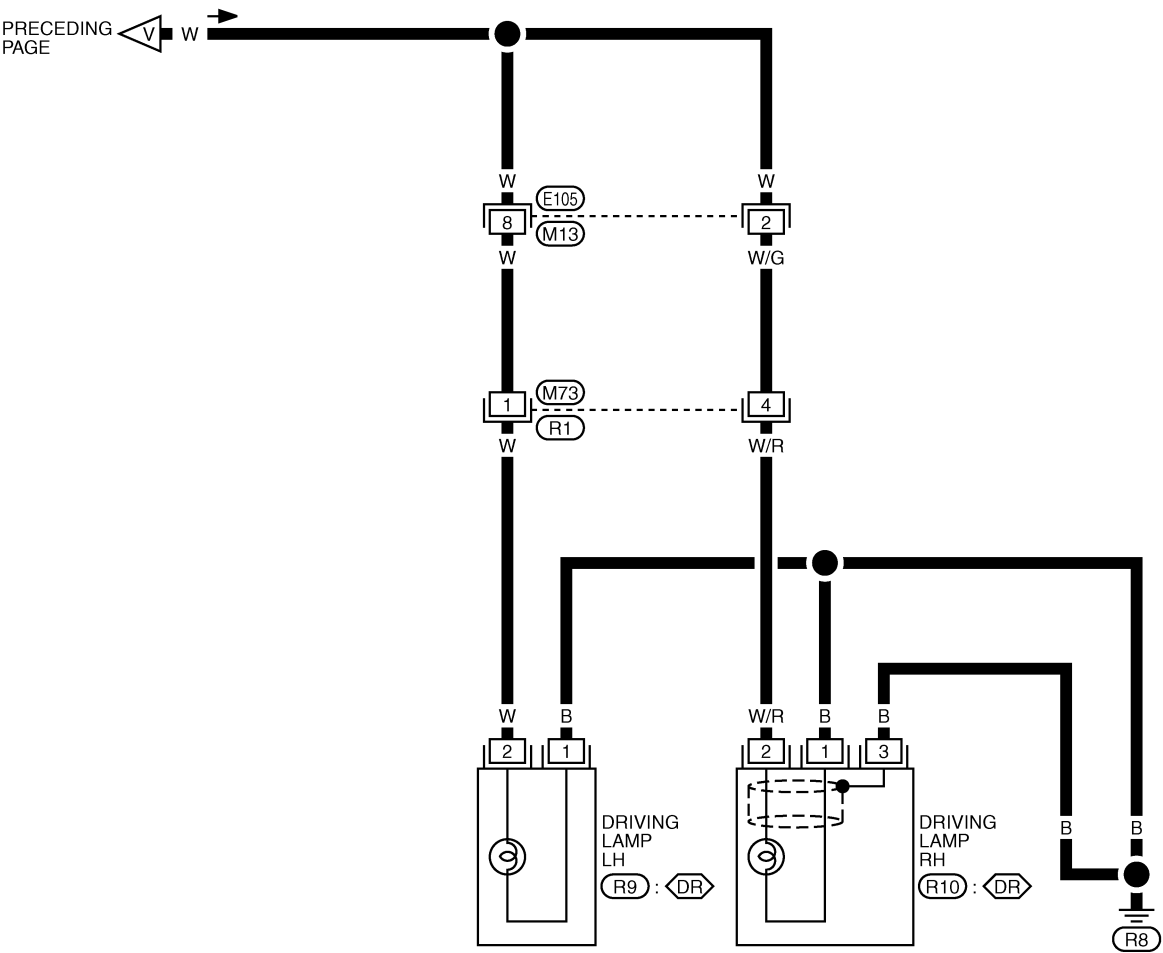 PRECEDING
PAGE
V W
W W
8 E105 2
M13
W W/G
1 M73 4
R1
W W/R
W B W/R B B
2 1 2 1 3
DRIVING
LAMP
LH
R9 : DR
DRIVING
LAMP
RH
R10 : DR
B B
R8